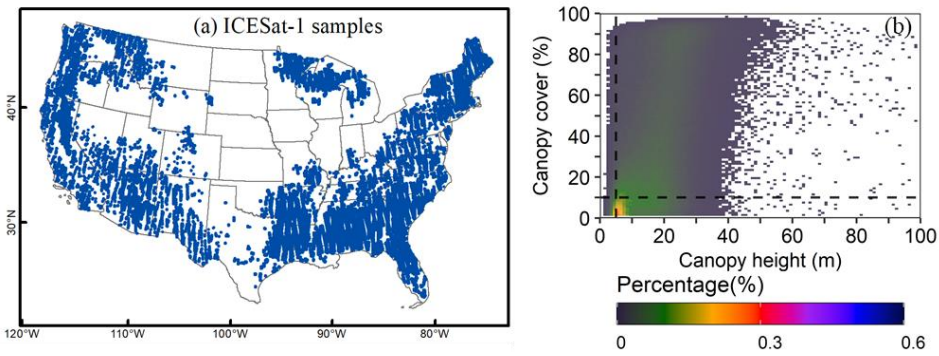 (a) ICESat-1 samples
40°N
30°N
120°W 110°W 100°W 90°W 80°W
(b)
Canopy cover (%)
100
80
60
40
20
0
0 20 40 60 80 100
Canopy height (m)
Percentage(%)
0 0.3 0.6